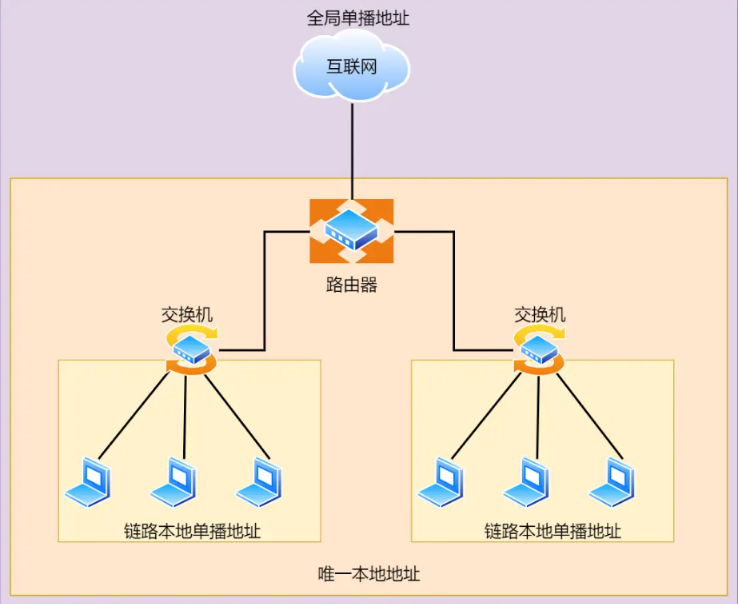 全局单播地址
互联网
路由器
交换机
交换机
链路本地单播地址
链路本地单播地址
唯一本地地址